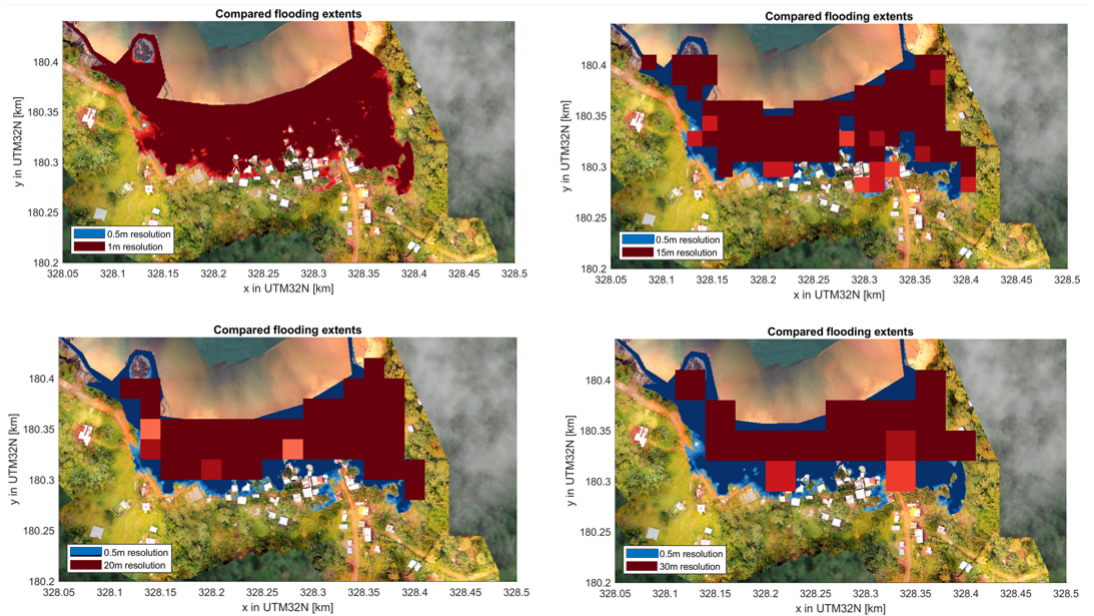 Compared flooding extents
y in UTM32N [km]
180.4
180.35
180.3
180.25
180.2
0.5m resolution
1m resolution
328.05 328.1 328.15 328.2 328.25 328.3 328.35 328.4 328.45 328.5
x in UTM32N [km]
Compared flooding extents
y in UTM32N [km]
180.4
180.35
180.3
180.25
180.2
0.5m resolution
15m resolution
328.05 328.1 328.15 328.2 328.25 328.3 328.35 328.4 328.45 328.5
x in UTM32N [km]
Compared flooding extents
y in UTM32N [km]
180.4
180.35
180.3
180.25
180.2
0.5m resolution
20m resolution
328.05 328.1 328.15 328.2 328.25 328.3 328.35 328.4 328.45 328.5
x in UTM32N [km]
Compared flooding extents
y in UTM32N [km]
180.4
180.35
180.3
180.25
180.2
0.5m resolution
30m resolution
328.05 328.1 328.15 328.2 328.25 328.3 328.35 328.4 328.45 328.5
x in UTM32N [km]